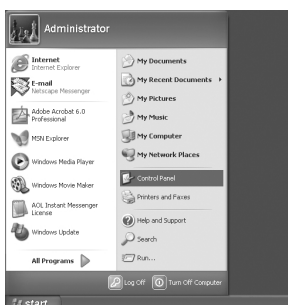 Administrator
Internet
Internet Explorer
E-mail
Netscape Messenger
Adobe Acrobat 6.0
Professional
MSN Explorer
Windows Media Player
Windows Movie Maker
AOL Instant Messenger
License
Windows Update
All Programs
My Documents
My Recent Documents
My Pictures
My Music
My Computer
My Network Places
Control Panel
Printers and Faxes
Help and Support
Search
Run...
Log Off
Turn Off Computer
start